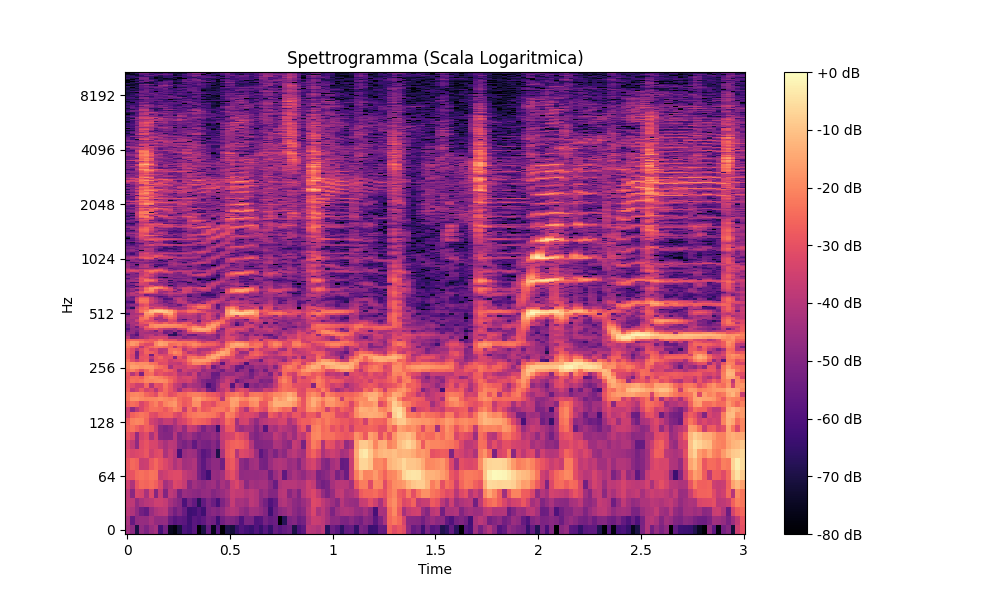 Spettrogramma (Scala Logaritmica)
Hz
8192
4096
2048
1024
512
256
128
64
0
0
0.5
1
1.5
2
2.5
3
Time
+0 dB
-10 dB
-20 dB
-30 dB
-40 dB
-50 dB
-60 dB
-70 dB
-80 dB